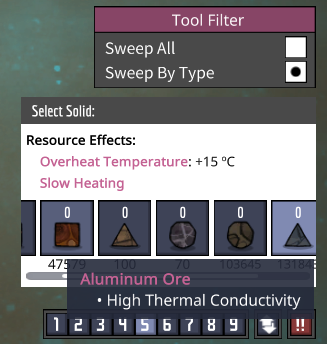 Tool Filter
Sweep All
Sweep By Type
Select Solid:
Resource Effects:
Overheat Temperature: +15 ºC
Slow Heating
0 0 0 0 0
47579 100 70 103645
Aluminum Ore
• High Thermal Conductivity
1 2 3 4 5 6 7 8 9 !!